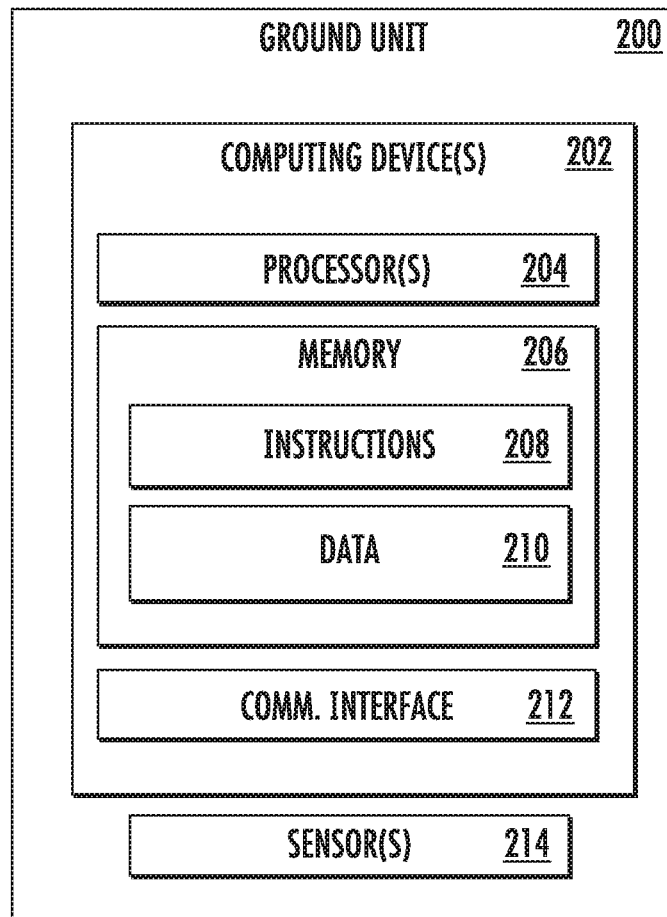 GROUND UNIT 200
COMPUTING DEVICE(S) 202
PROCESSOR(S) 204
MEMORY 206
INSTRUCTIONS 208
DATA 210
COMM. INTERFACE 212
SENSOR(S) 214